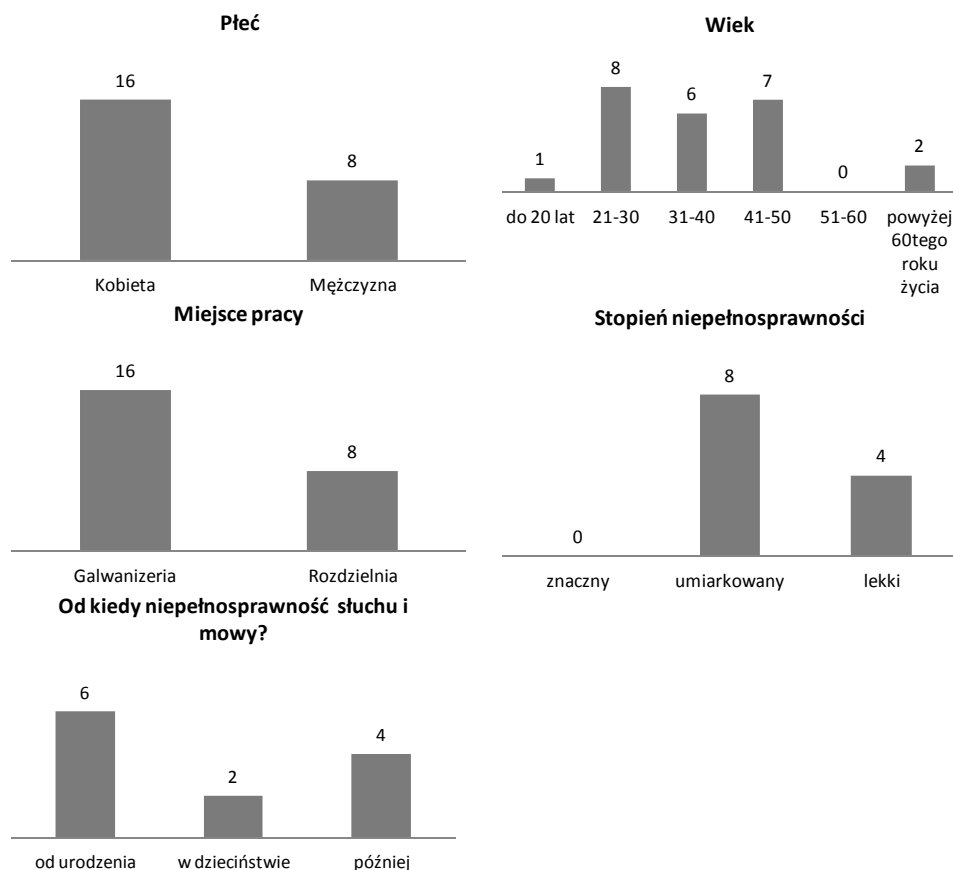 Płeć
16
8
Kobieta
Mężczyzna
Wiek
1
8
6
7
0
2
do 20 lat
21-30
31-40
41-50
51-60
powyżej
60tego
roku
życia
Miejsce pracy
16
8
Galwanizeria
Rozdzielnia
Stopień niepełnosprawności
0
8
4
znaczny
umiarkowany
lekki
Od kiedy niepełnosprawność słuchu i
mowy?
6
2
4
od urodzenia
w dzieciństwie
później